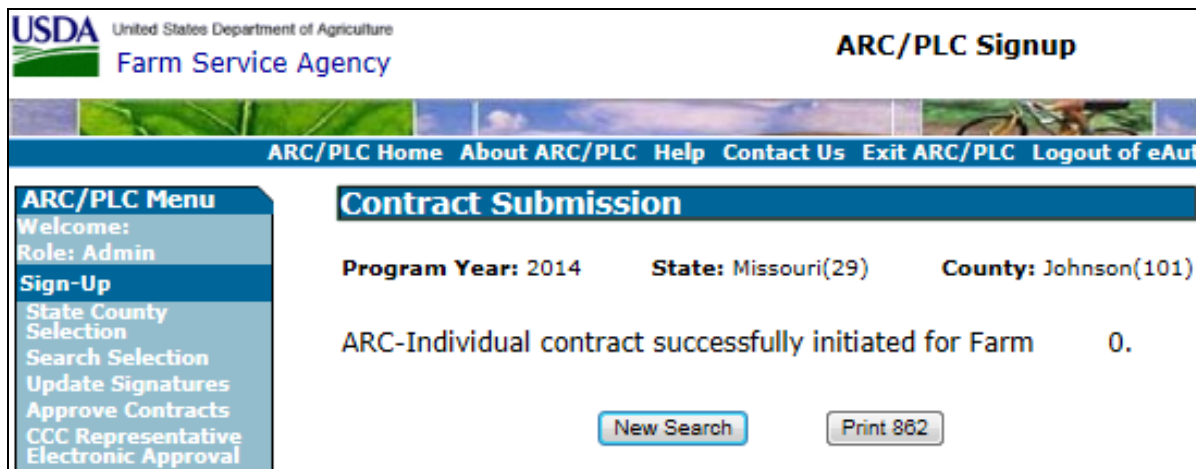 USDA United States Department of Agriculture
Farm Service Agency
ARC/PLC Signup
ARC/PLC Home About ARC/PLC Help Contact Us Exit ARC/PLC Logout of eAut
ARC/PLC Menu
Welcome:
Role: Admin
Sign-Up
State County
Selection
Search Selection
Update Signatures
Approve Contracts
CCC Representative
Electronic Approval
Contract Submission
Program Year: 2014 State: Missouri(29) County: Johnson(101)
ARC-Individual contract successfully initiated for Farm 0.
New Search Print 862